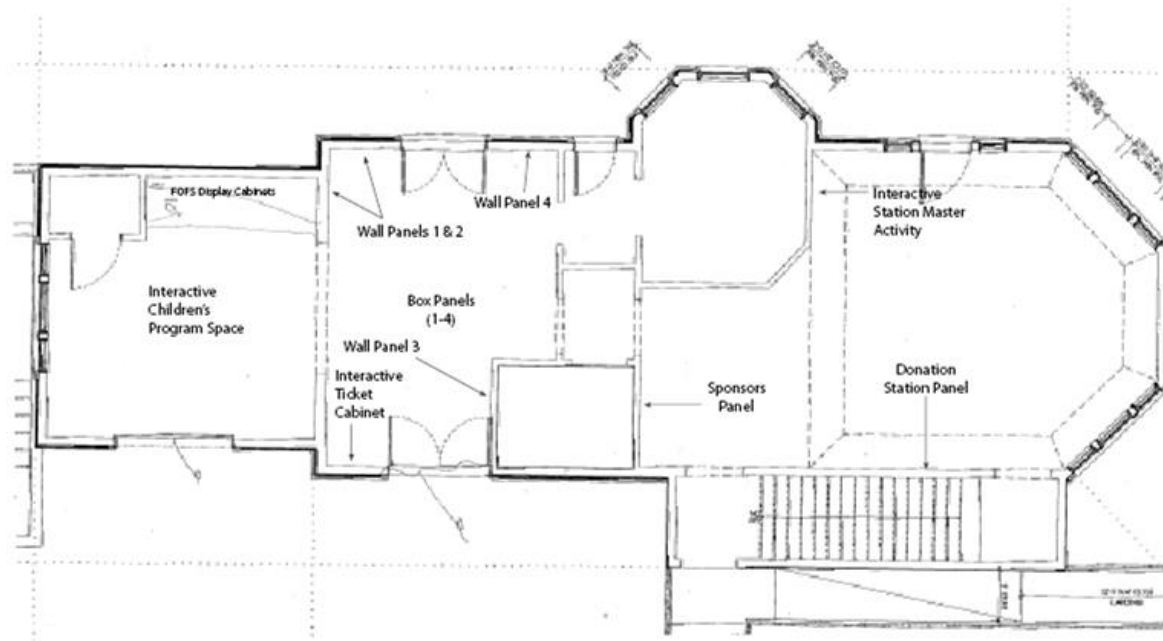 FOFS Display Cabinets
Wall Panel 4
Wall Panels 1 & 2
Interactive
Station Master
Activity
Interactive
Children's
Program Space
Box Panels
(1-4)
Wall Panel 3
Interactive
Ticket
Cabinet
Sponsors
Panel
Donation
Station Panel